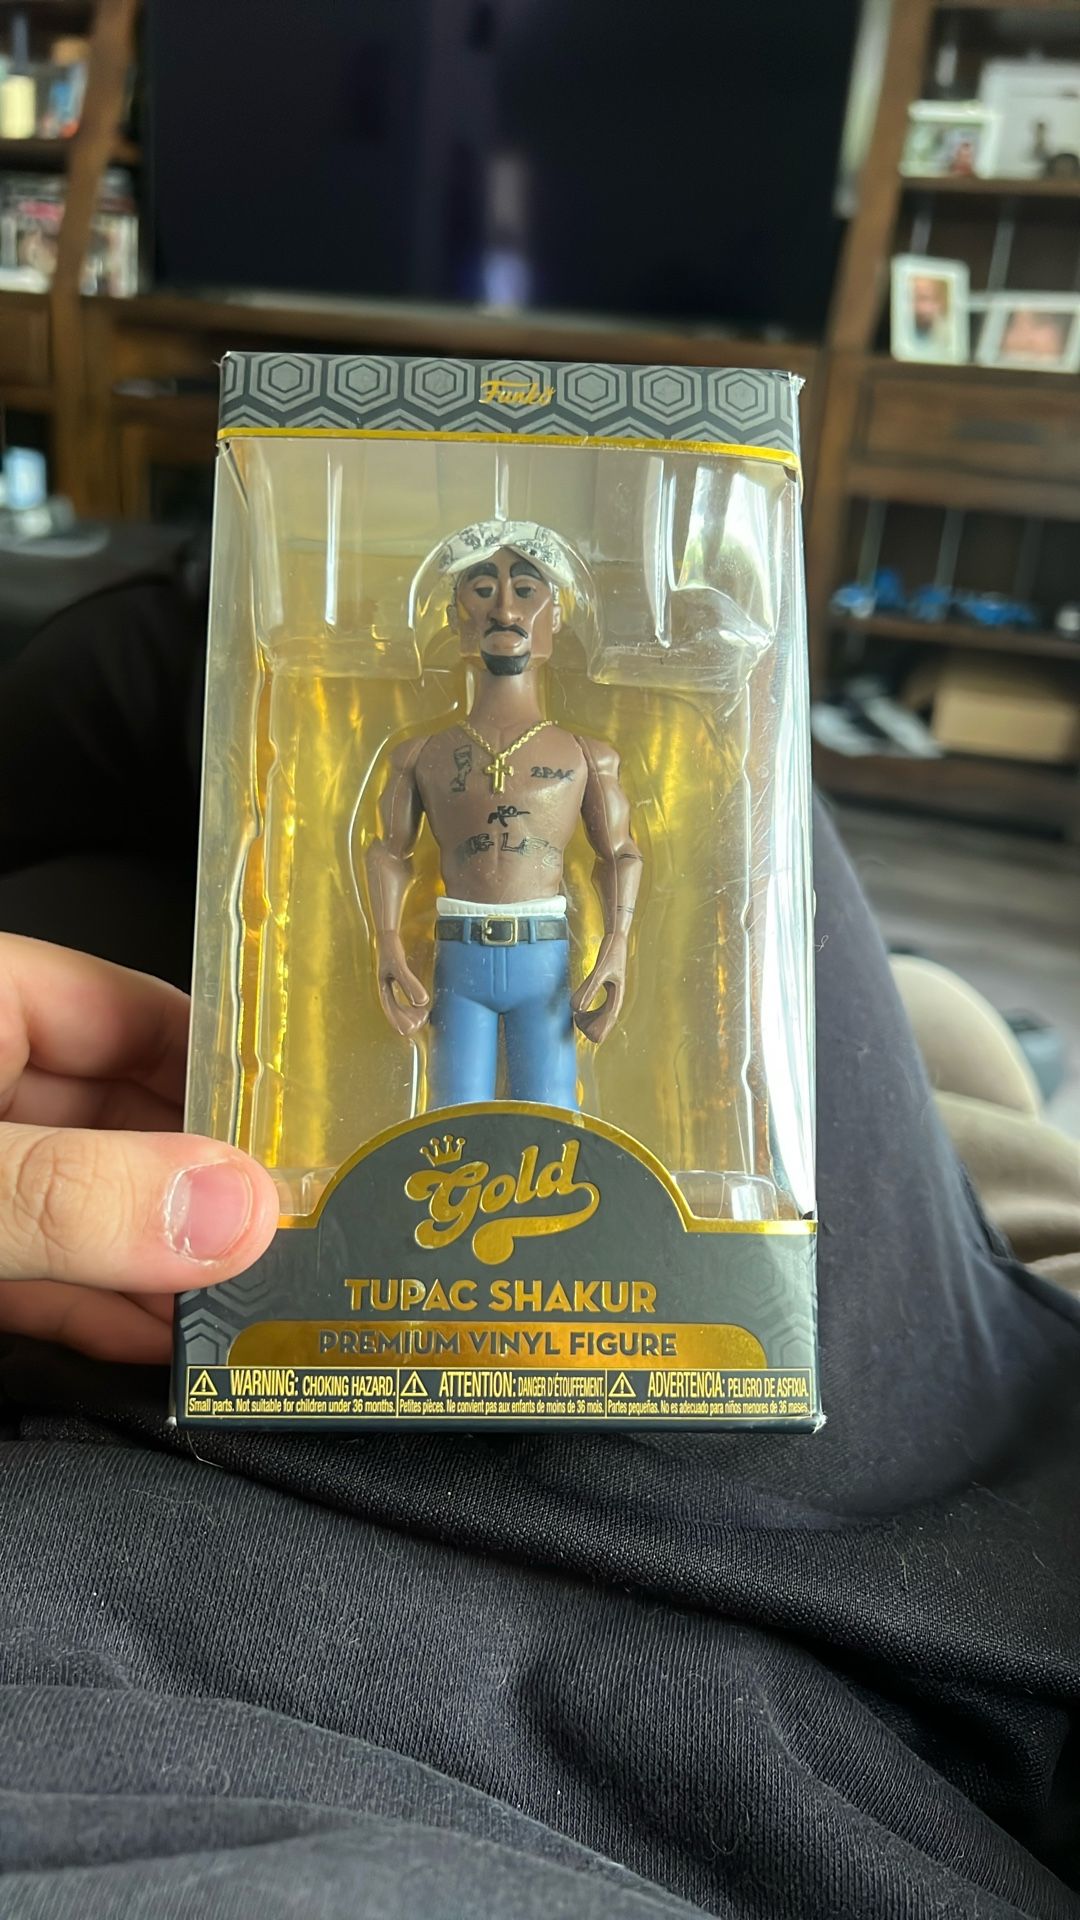 Funko
2PAC
50
Gold
TUPAC SHAKUR
PREMIUM VINYL FIGURE
WARNING: CHOKING HAZARD.
Small parts. Not suitable for children under 36 months.
ATTENTION: DANGER D'ÉTOUFFEMENT.
Petites pièces. Ne convient pas aux enfants de moins de 36 mois.
ADVERTENCIA: PELIGRO DE ASFIXIA.
Partes pequeñas. No es adecuado para niños menores de 36 meses.